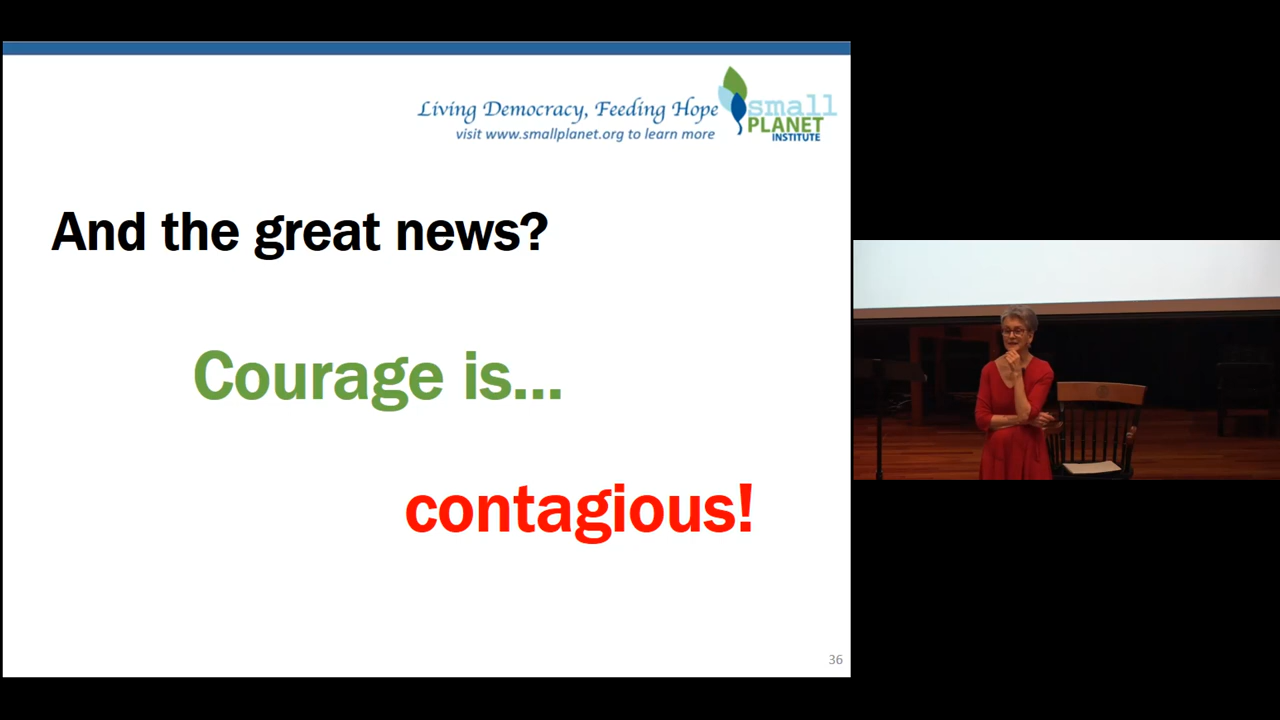 Living Democracy, Feeding Hope
visit www.smallplanet.org to learn more
small
PLANET
INSTITUTE
And the great news?
Courage is...
contagious!
36